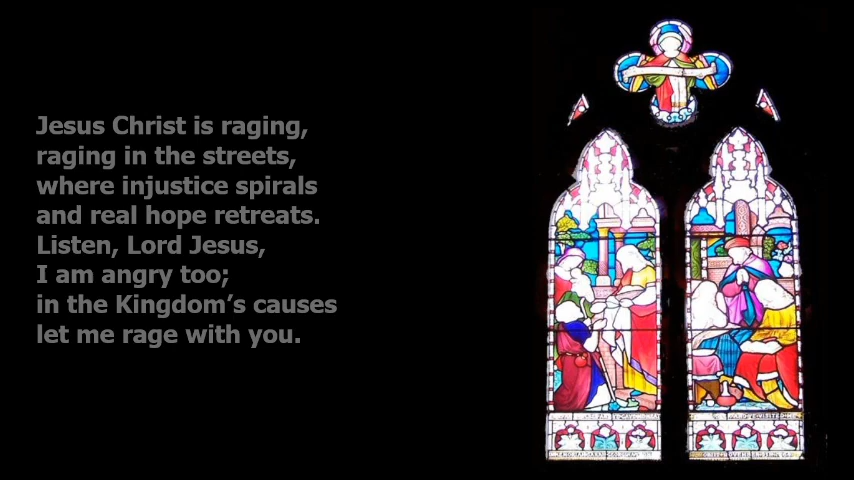 Jesus Christ is raging,
raging in the streets,
where injustice spirals
and real hope retreats.
Listen, Lord Jesus,
I am angry too;
in the Kingdom’s causes
let me rage with you.